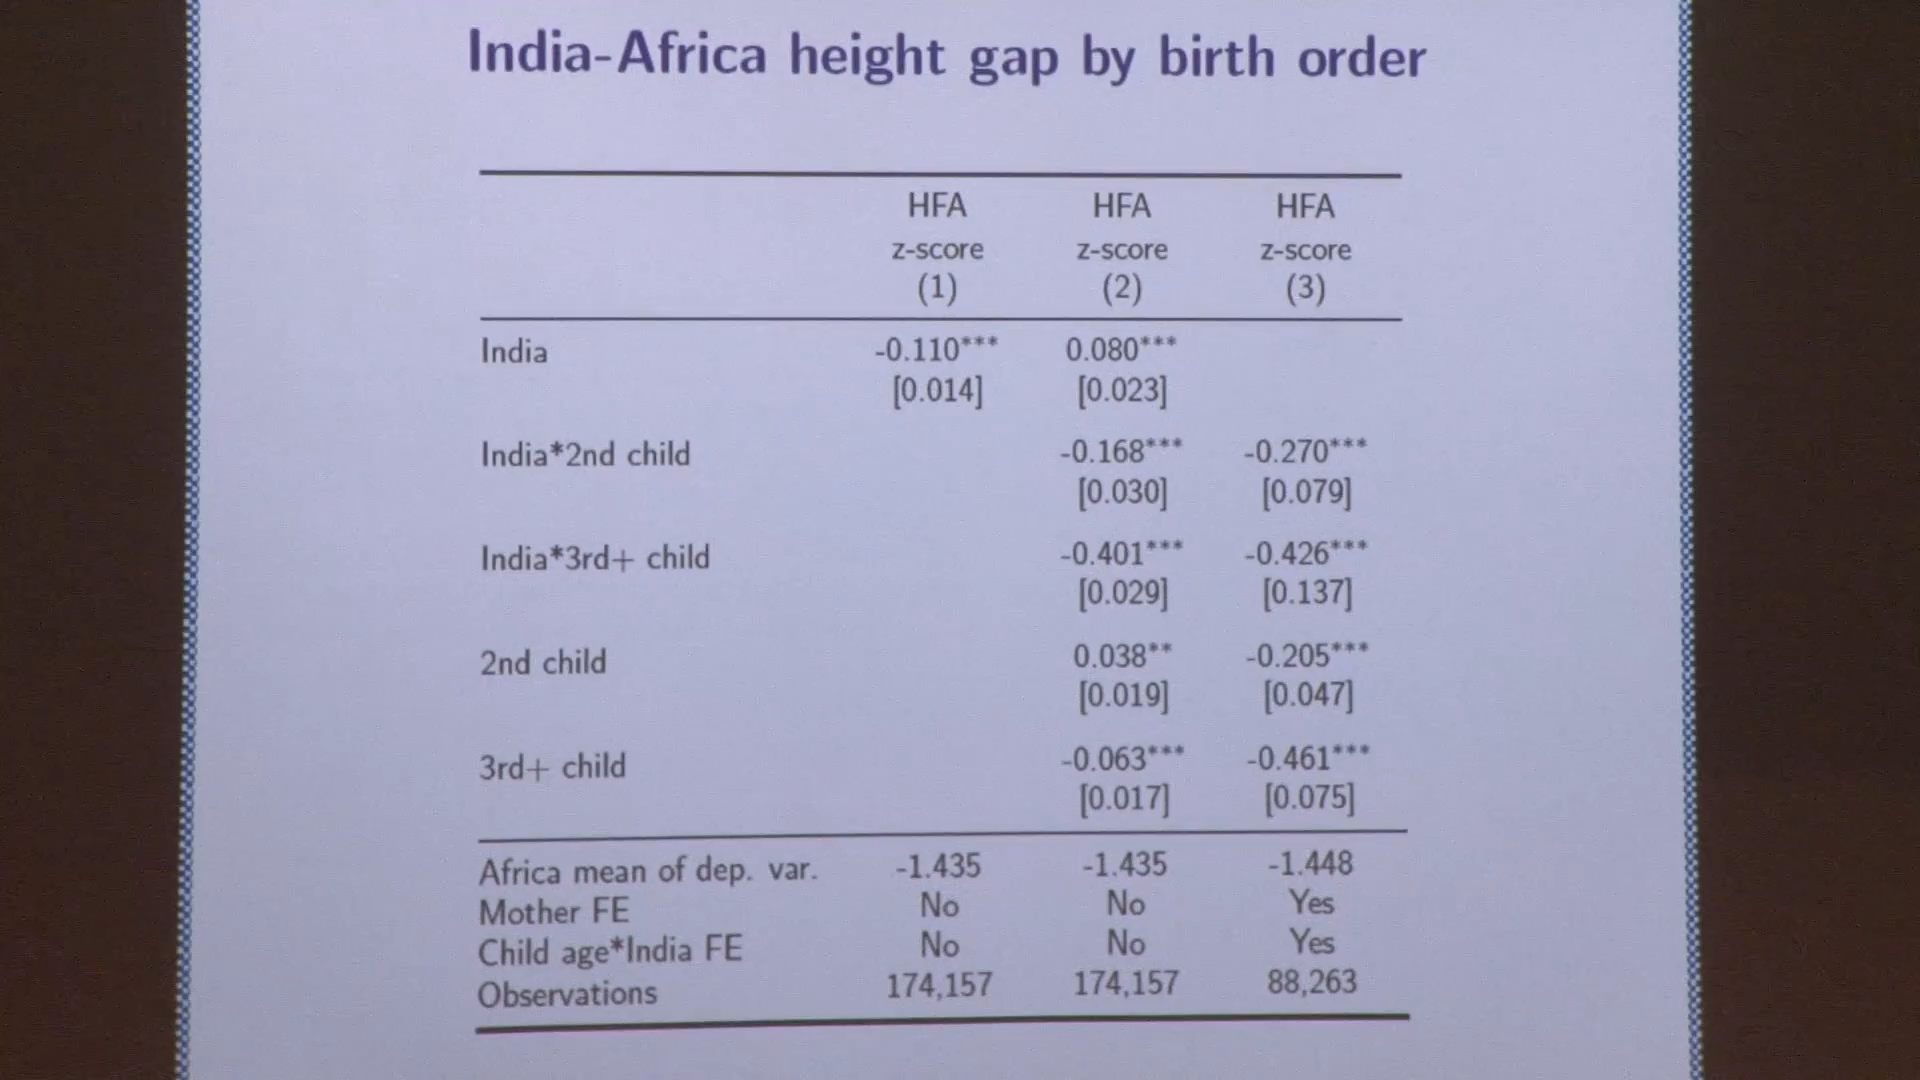 India-Africa height gap by birth order
HFA HFA HFA
z-score z-score z-score
(1) (2) (3)
India -0.110*** 0.080***
[0.014] [0.023]
India*2nd child -0.168*** -0.270***
[0.030] [0.079]
India*3rd+ child -0.401*** -0.426***
[0.029] [0.137]
2nd child 0.038** -0.205***
[0.019] [0.047]
3rd+ child -0.063*** -0.461***
[0.017] [0.075]
Africa mean of dep. var. -1.435 -1.435 -1.448
Mother FE No No Yes
Child age*India FE No No Yes
Observations 174,157 174,157 88,263